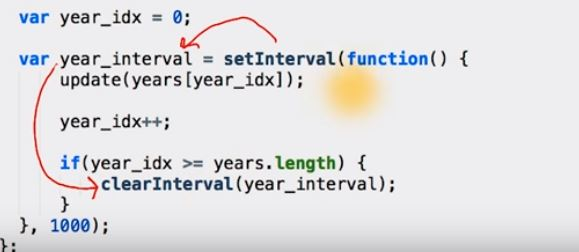 var year_idx = 0;
var year_interval = setInterval(function() {
update(years[year_idx]);
year_idx++;
if(year_idx >= years.length) {
clearInterval(year_interval);
}
}, 1000);
};